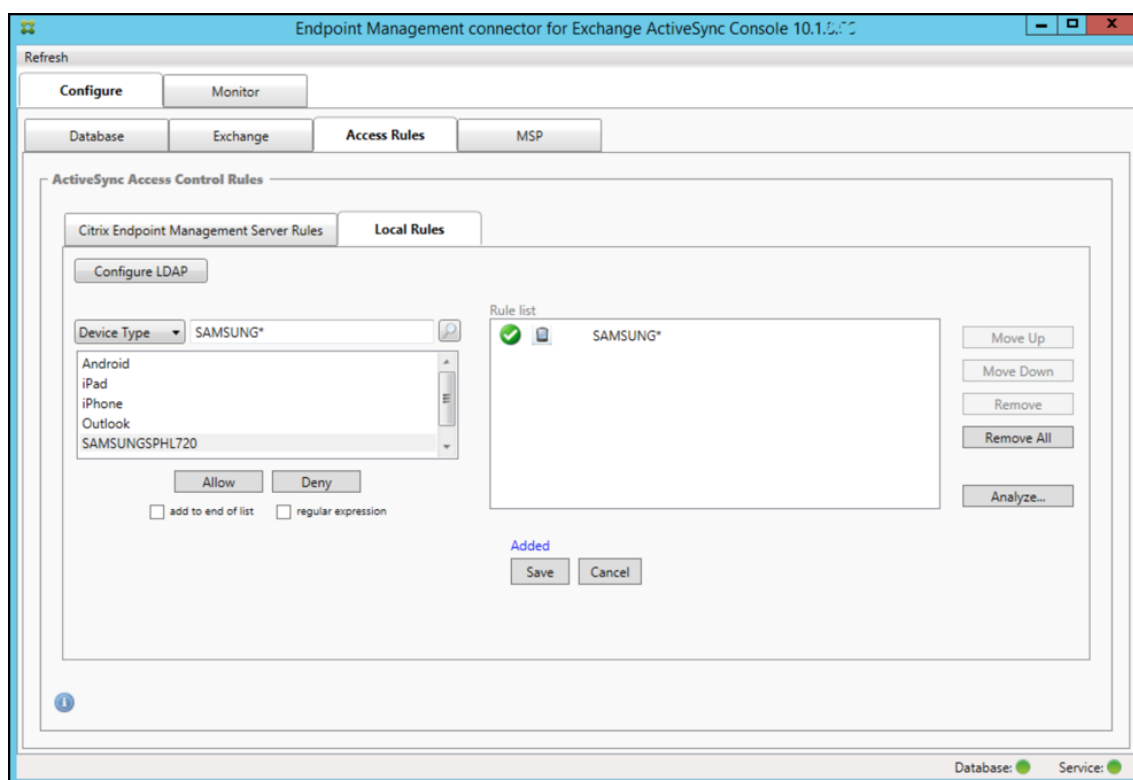 Endpoint Management connector for Exchange ActiveSync Console
Refresh
Configure Monitor
Database Exchange Access Rules MSP
ActiveSync Access Control Rules
Citrix Endpoint Management Server Rules Local Rules
Configure LDAP
Rule list
Device Type SAMSUNG* SAMSUNG* Move Up
Android
iPad Move Down
iPhone Remove
Outlook
SAMSUNGSPHL720 Remove All
Allow Deny Analyze...
add to end of list regular expression
Added
Save Cancel
Database: Service: